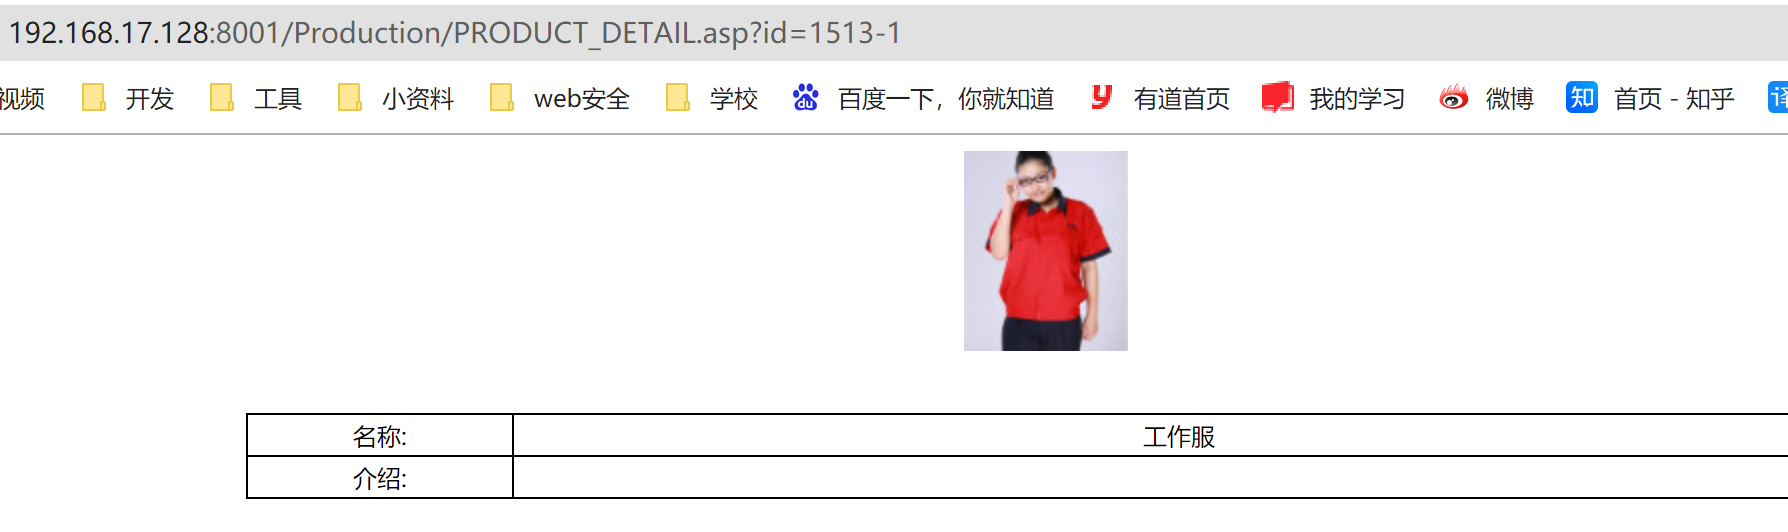 192.168.17.128:8001/Production/PRODUCT_DETAIL.asp?id=1513-1
视频 开发 工具 小资料 web安全 学校 du 百度一下，你就知道 y 有道首页 我的学习 微博 知 首页 - 知乎 译
名称: 工作服
介绍: